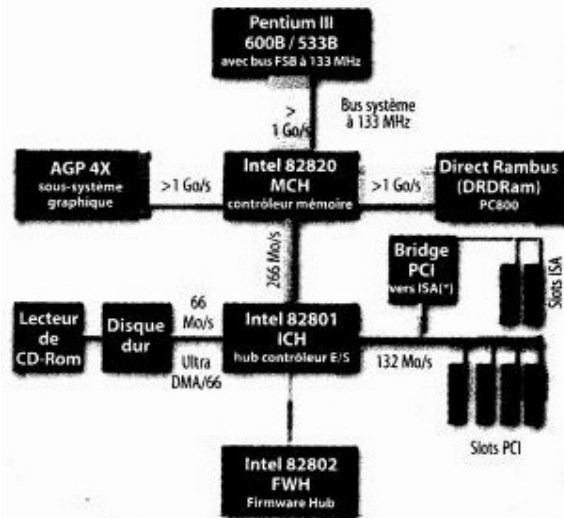 Pentium III
600B / 533B
avec bus FSB à 133 MHz
>
1 Go/s
Bus système
à 133 MHz
AGP 4X
sous-système
graphique
>1 Go/s
Intel 82820
MCH
contrôleur mémoire
>1 Go/s
Direct Rambus
(DRDRam)
PC800
266 Mo/s
Bridge
PCI
vers ISA(*)
Slots ISA
Lecteur
de
CD-Rom
Disque
dur
66
Mo/s
Ultra
DMA/66
Intel 82801
ICH
hub contrôleur E/S
132 Mo/s
Slots PCI
Intel 82802
FWH
Firmware Hub